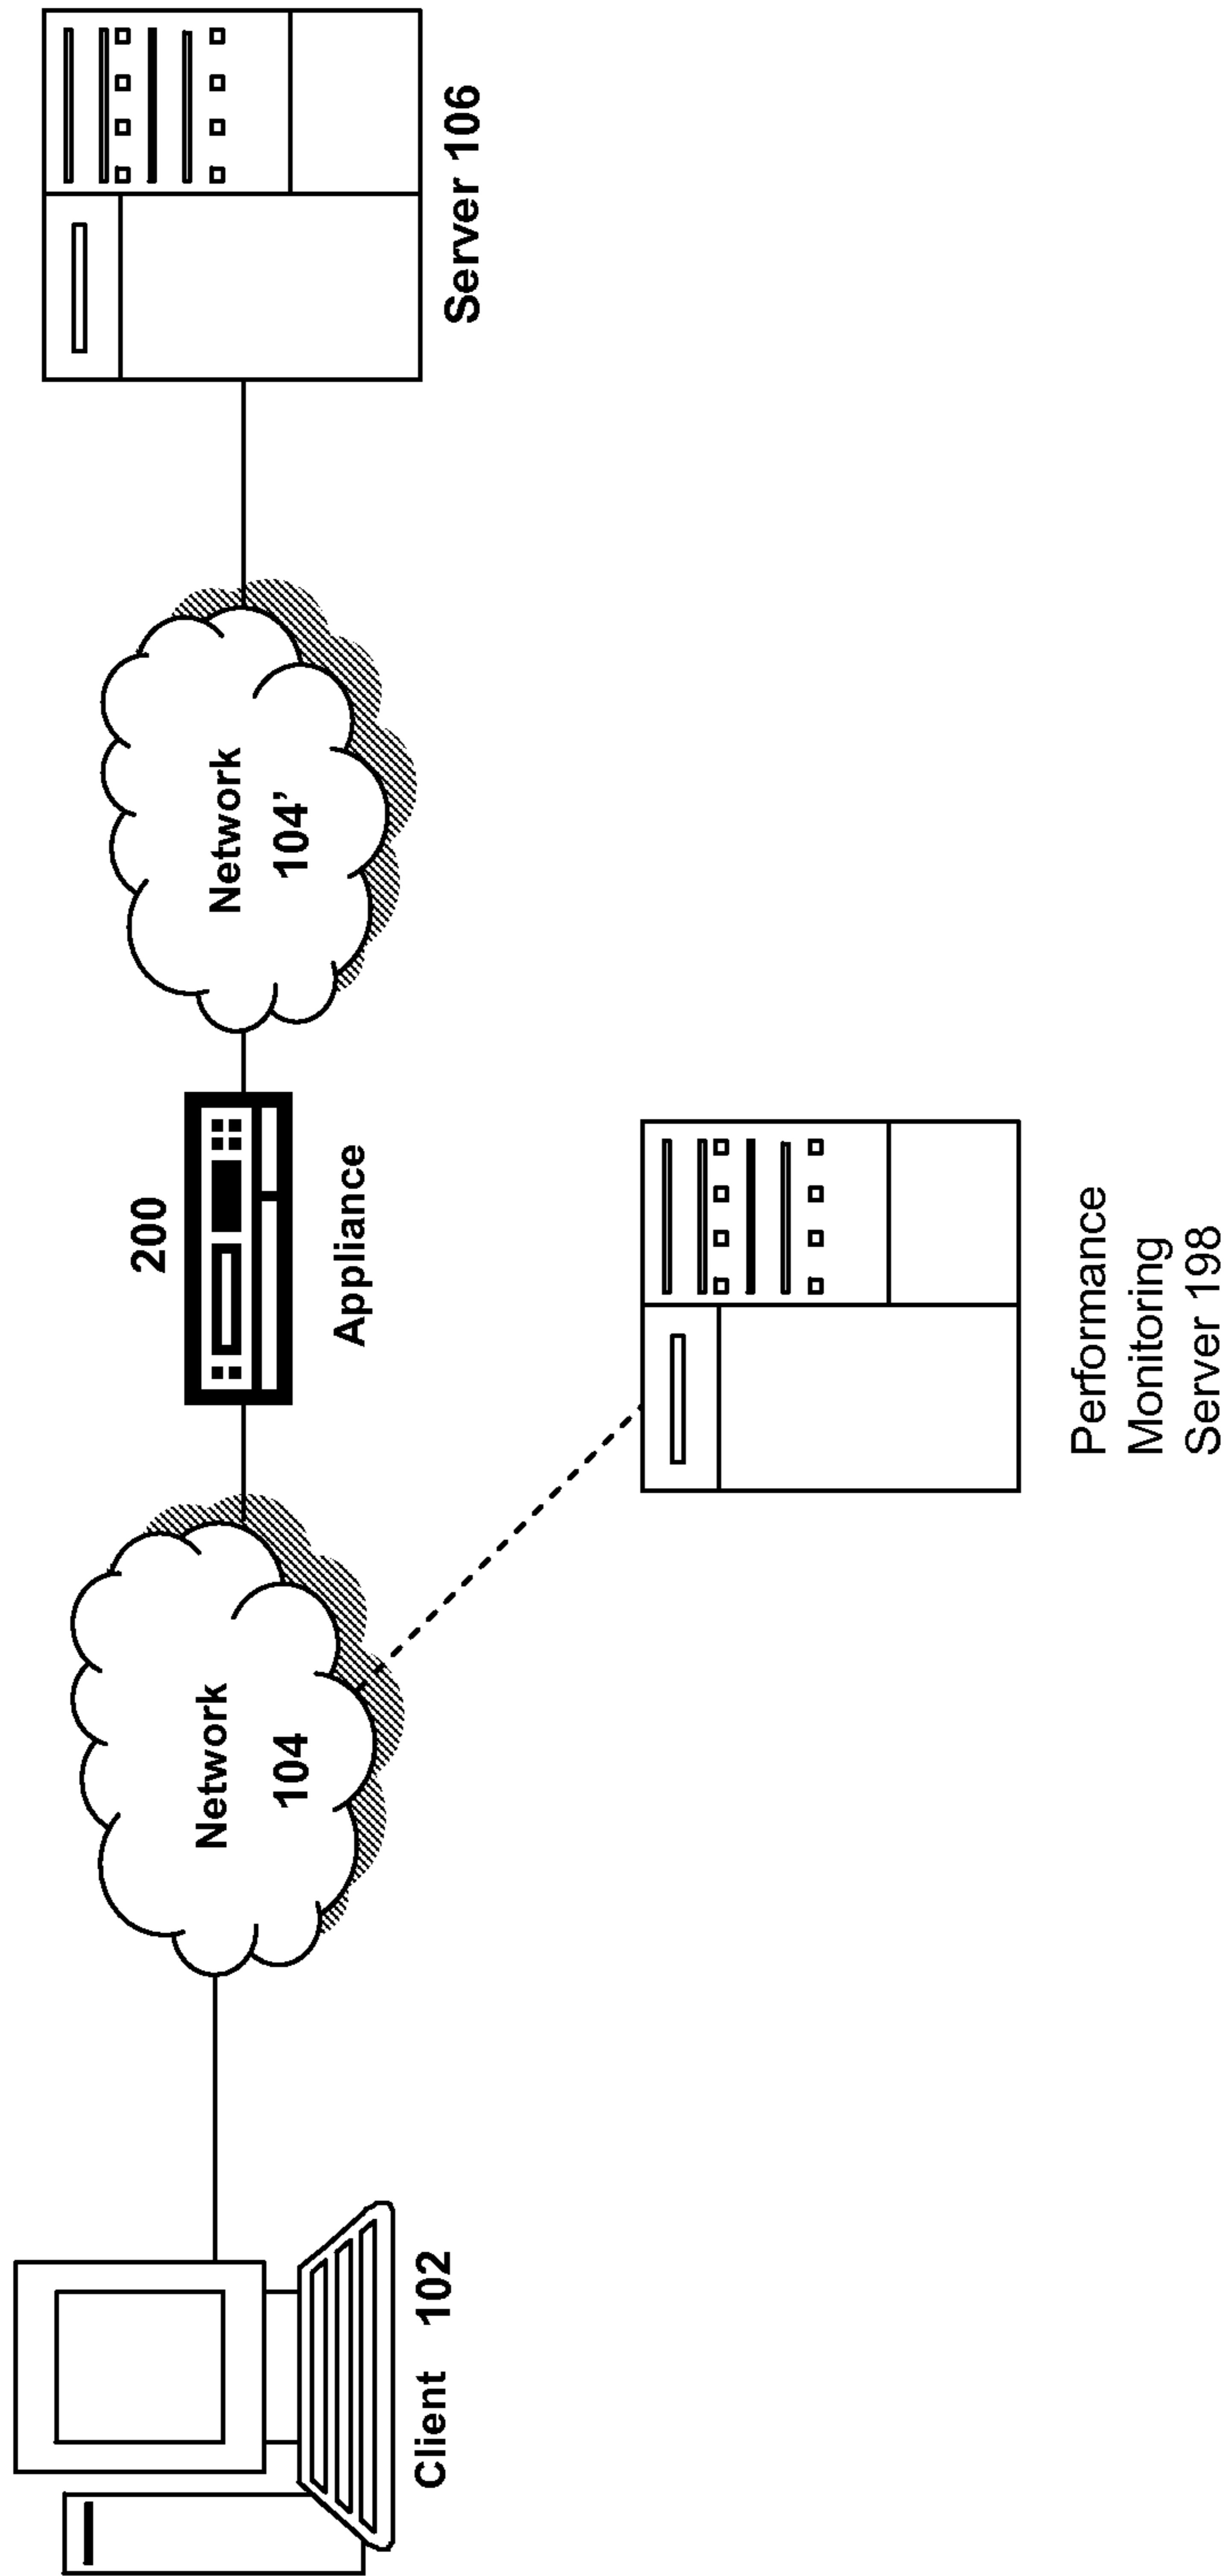 Client 102
Network
104
200
Appliance
Network
104’
Server 106
Performance
Monitoring
Server 198